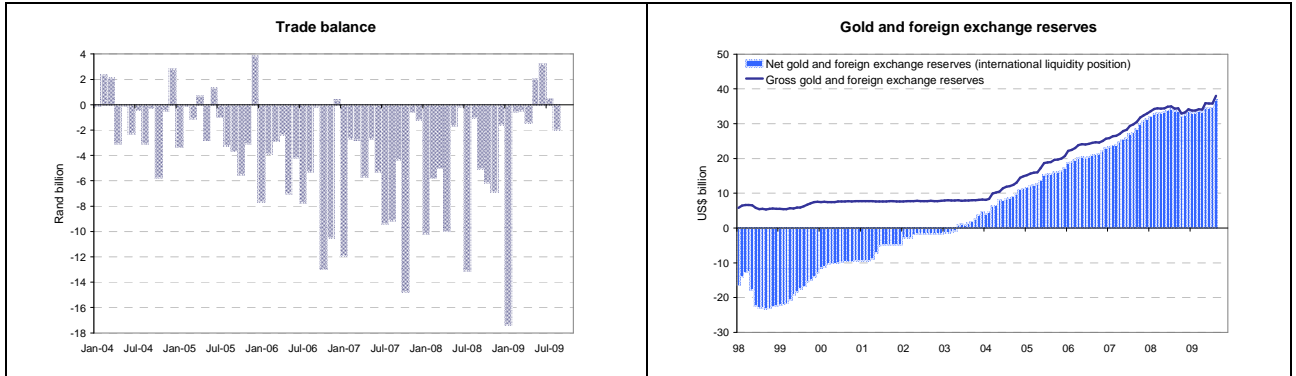 Trade balance
4
2
0
-2
-4
-6
-8
-10
-12
-14
-16
-18
Rand billion
Jan-04 Jul-04 Jan-05 Jul-05 Jan-06 Jul-06 Jan-07 Jul-07 Jan-08 Jul-08 Jan-09 Jul-09
Gold and foreign exchange reserves
Net gold and foreign exchange reserves (international liquidity position)
Gross gold and foreign exchange reserves
50
40
30
20
10
0
-10
-20
-30
US$ billion
98 99 00 01 02 03 04 05 06 07 08 09